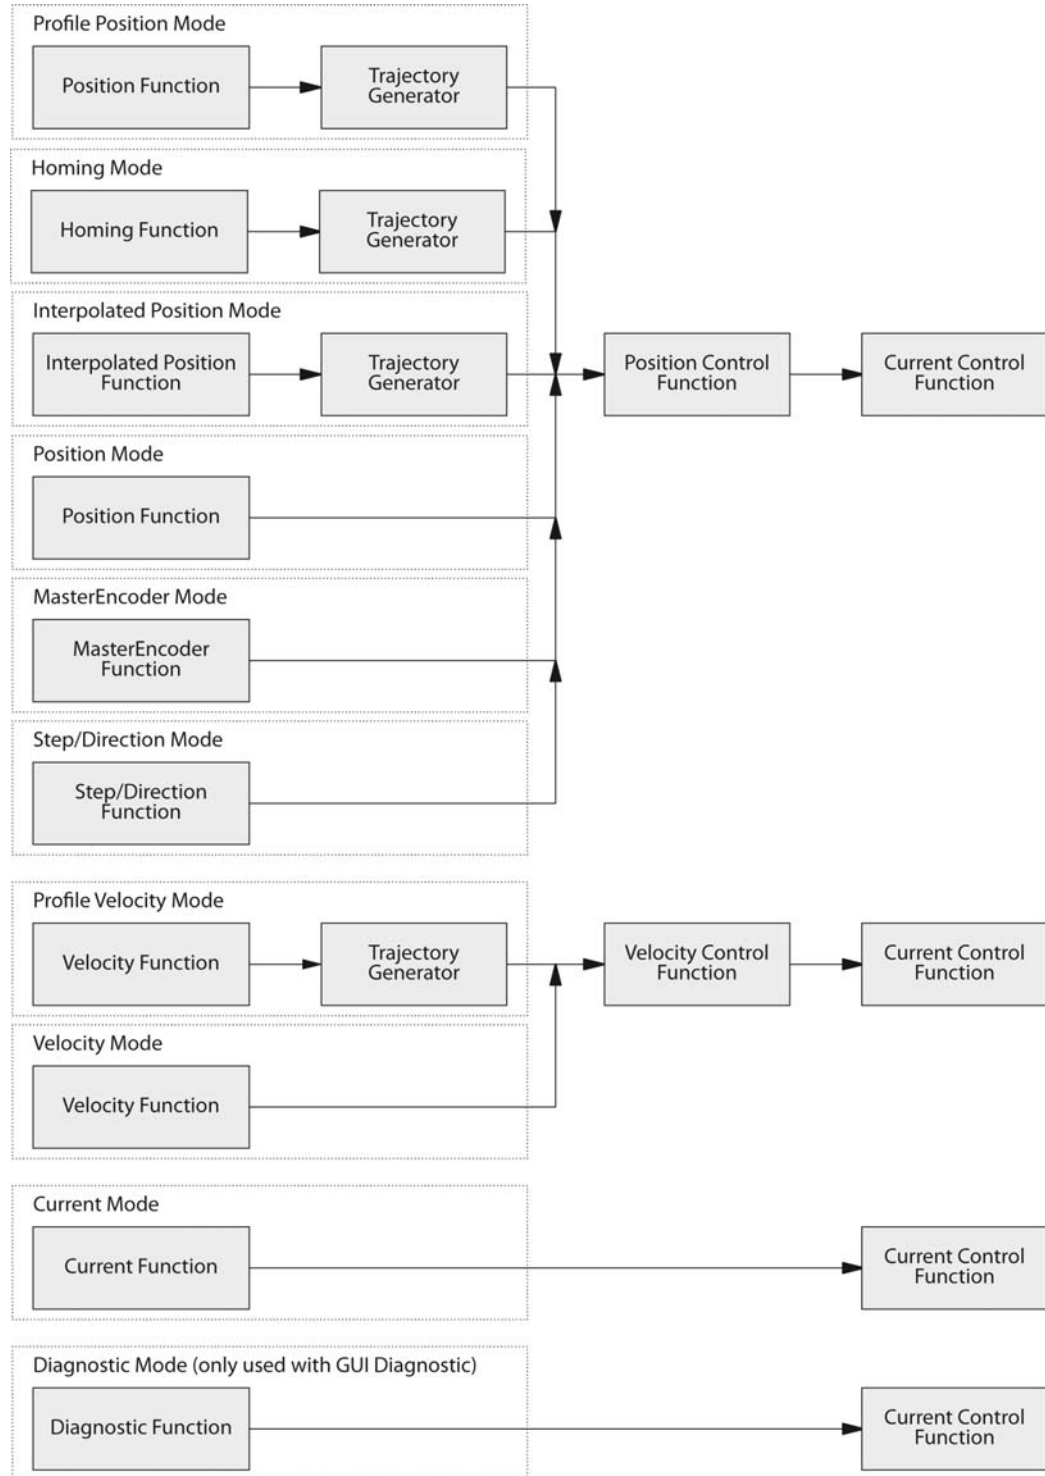 Profile Position Mode
Position Function
Trajectory
Generator
Homing Mode
Homing Function
Trajectory
Generator
Interpolated Position Mode
Interpolated Position
Function
Trajectory
Generator
Position Control
Function
Current Control
Function
Position Mode
Position Function
MasterEncoder Mode
MasterEncoder
Function
Step/Direction Mode
Step/Direction
Function
Profile Velocity Mode
Velocity Function
Trajectory
Generator
Velocity Control
Function
Current Control
Function
Velocity Mode
Velocity Function
Current Mode
Current Function
Current Control
Function
Diagnostic Mode (only used with GUI Diagnostic)
Diagnostic Function
Current Control
Function